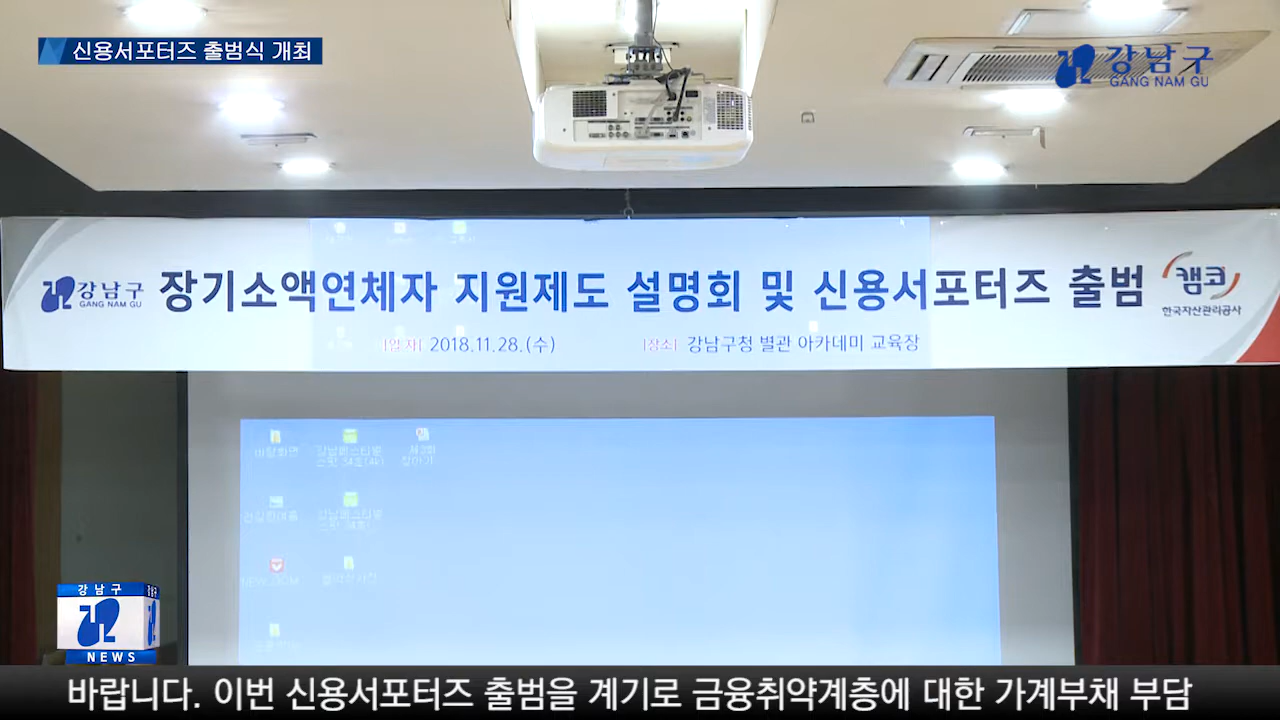 신용서포터즈 출범식 개최
강남구
GANG NAM GU
강남구
GANG NAM GU
장기소액연체자 지원제도 설명회 및 신용서포터즈 출범
캠코
한국자산관리공사
|일 자| 2018.11.28.(수)
|장소| 강남구청 별관 아카데미 교육장
바탕화면
강남구
NEWS
바랍니다. 이번 신용서포터즈 출범을 계기로 금융취약계층에 대한 가계부채 부담